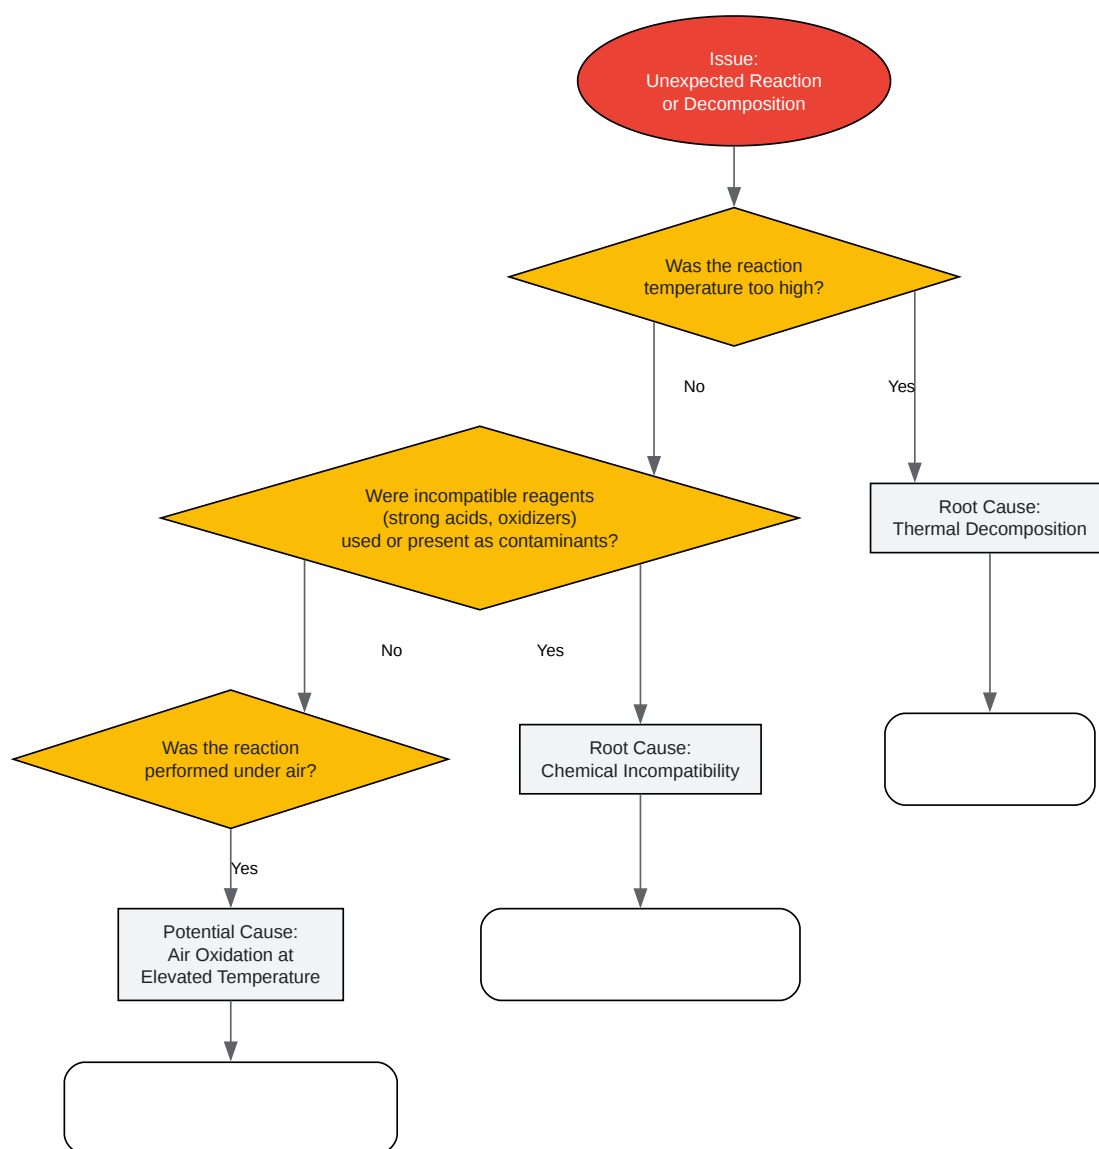 Issue:
Unexpected Reaction
or Decomposition
Was the reaction
temperature too high?
No
Yes
Were incompatible reagents
(strong acids, oxidizers)
used or present as contaminants?
Root Cause:
Thermal Decomposition
No
Yes
Was the reaction
performed under air?
Root Cause:
Chemical Incompatibility
Yes
Potential Cause:
Air Oxidation at
Elevated Temperature